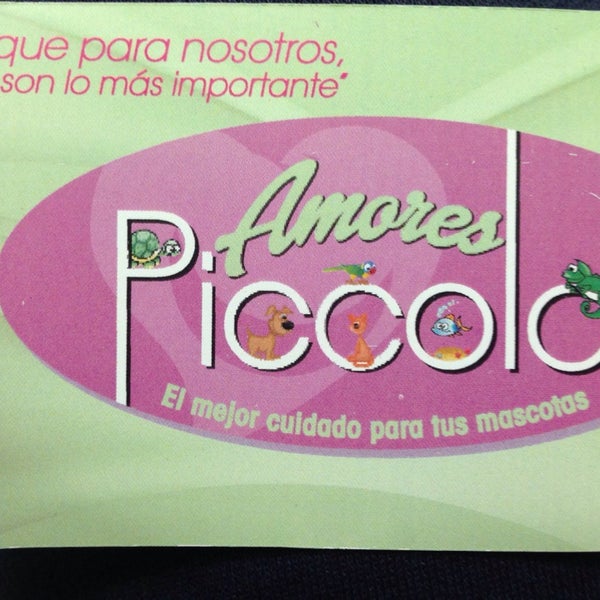 que para nosotros,
son lo más importante"
Amores
Piccolo
El mejor cuidado para tus mascotas